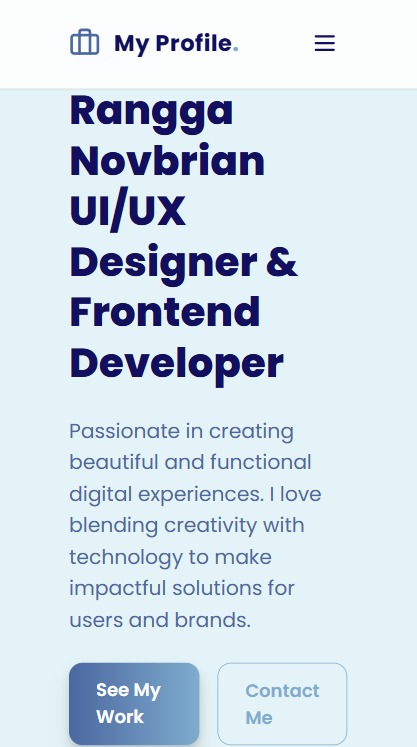 My Profile.
Rangga
Novbrian
UI/UX
Designer &
Frontend
Developer
Passionate in creating
beautiful and functional
digital experiences. I love
blending creativity with
technology to make
impactful solutions for
users and brands.
See My
Work
Contact
Me